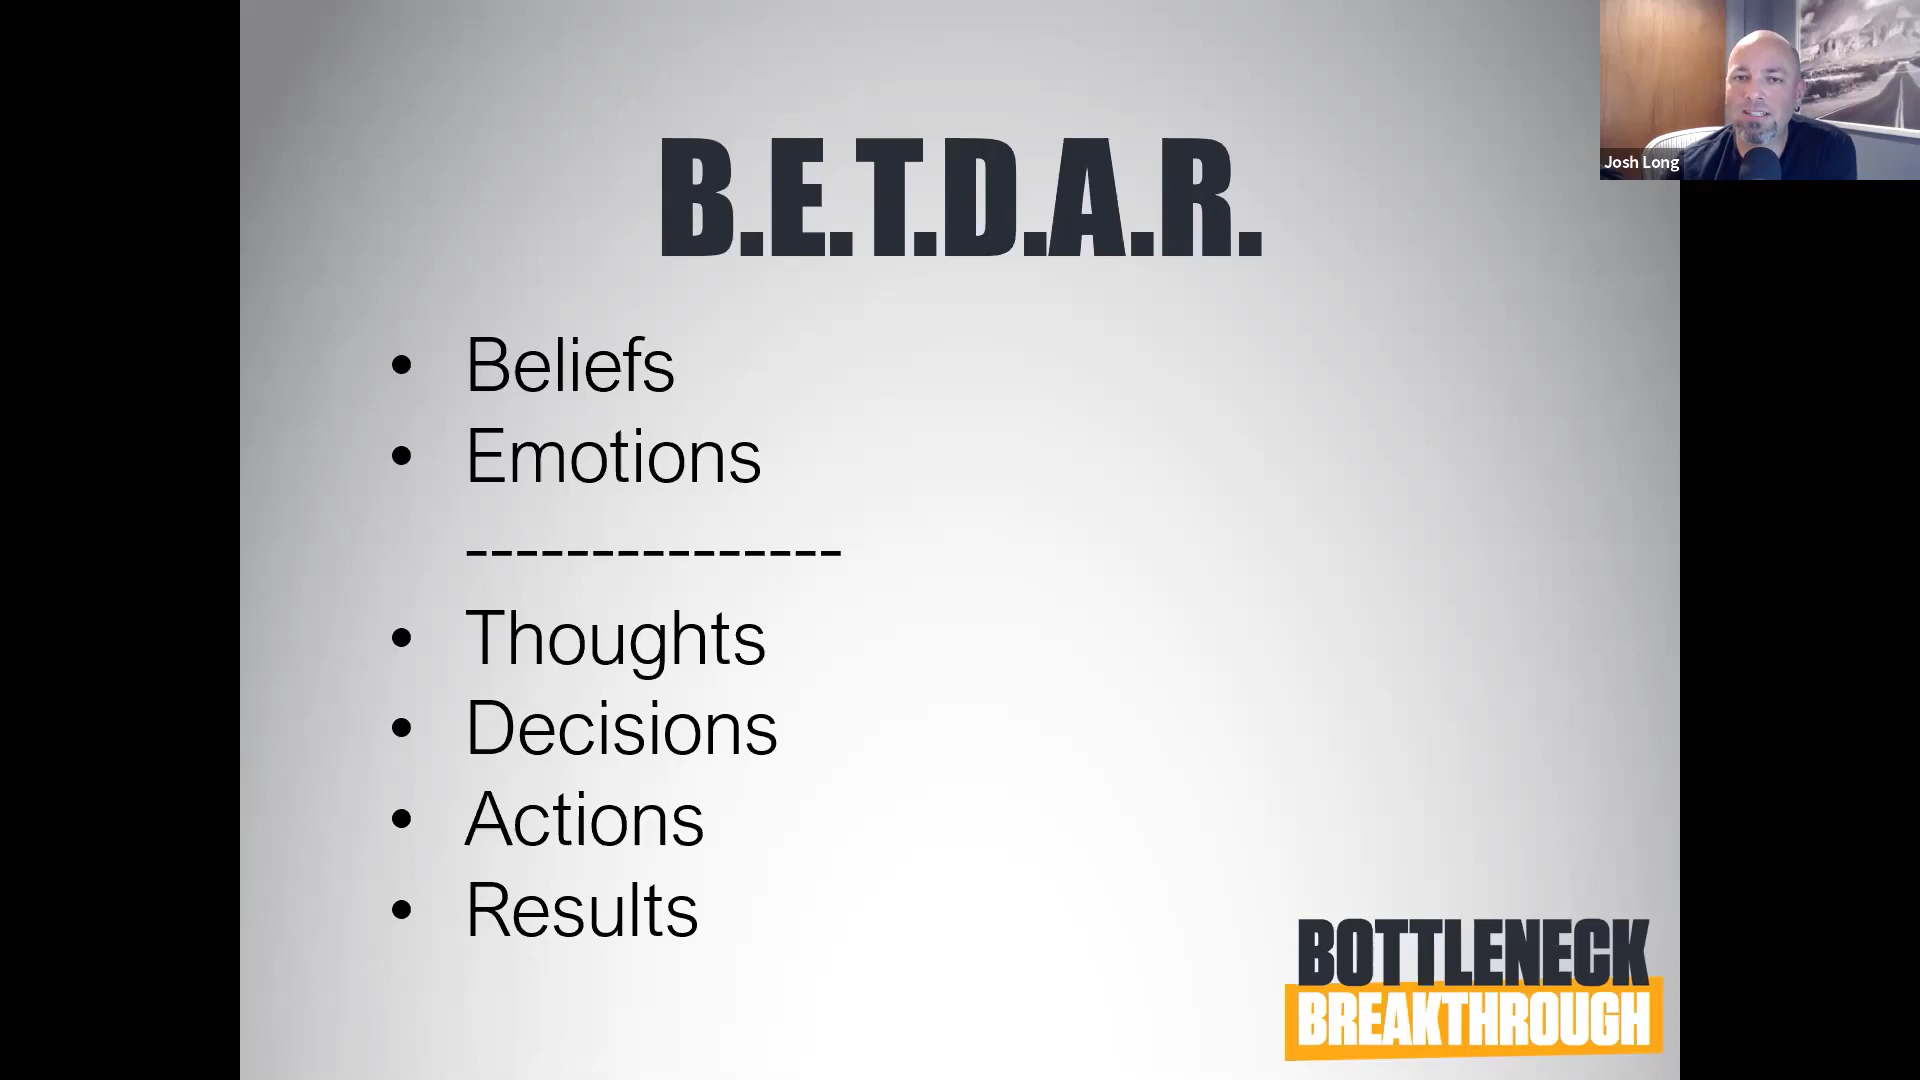 B.E.T.D.A.R.
Josh Long
• Beliefs
• Emotions
---------------
• Thoughts
• Decisions
• Actions
• Results
BOTTLENECK
BREAKTHROUGH